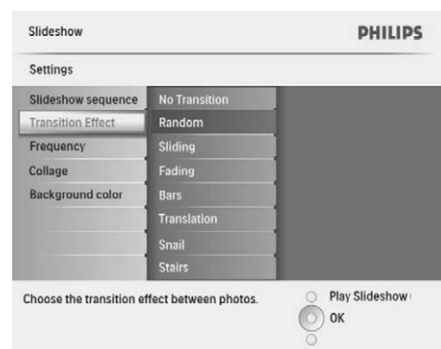 Slideshow
PHILIPS
Settings
Slideshow sequence
No Transition
Transition Effect
Random
Frequency
Sliding
Collage
Fading
Background color
Bars
Translation
Snail
Stairs
Choose the transition effect between photos.
Play Slideshow
OK